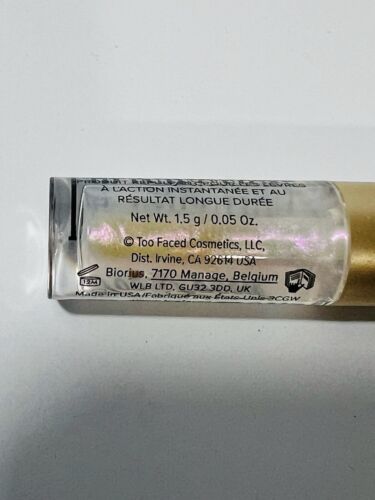 À L'ACTION INSTANTANÉE ET AU
RÉSULTAT LONGUE DURÉE
Net Wt. 1.5 g / 0.05 Oz.
© Too Faced Cosmetics, LLC,
Dist. Irvine, CA 92614 USA
Biorius, 7170 Manage, Belgium
12M
WLB LTD, GU32 3DD, UK
Made in USA/Fabriqué aux États-Unis 3CGW